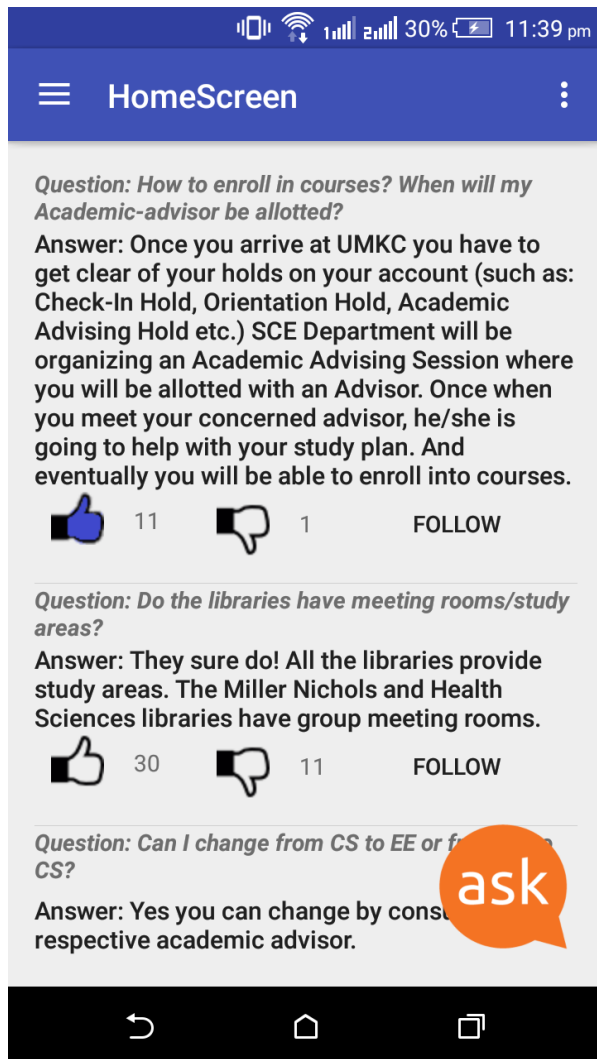 30% 11:39 pm
HomeScreen
Question: How to enroll in courses? When will my
Academic-advisor be allotted?
Answer: Once you arrive at UMKC you have to
get clear of your holds on your account (such as:
Check-In Hold, Orientation Hold, Academic
Advising Hold etc.) SCE Department will be
organizing an Academic Advising Session where
you will be allotted with an Advisor. Once when
you meet your concerned advisor, he/she is
going to help with your study plan. And
eventually you will be able to enroll into courses.
11 1 FOLLOW
Question: Do the libraries have meeting rooms/study
areas?
Answer: They sure do! All the libraries provide
study areas. The Miller Nichols and Health
Sciences libraries have group meeting rooms.
30 11 FOLLOW
Question: Can I change from CS to EE or
CS?
ask
Answer: Yes you can change by
respective academic advisor.